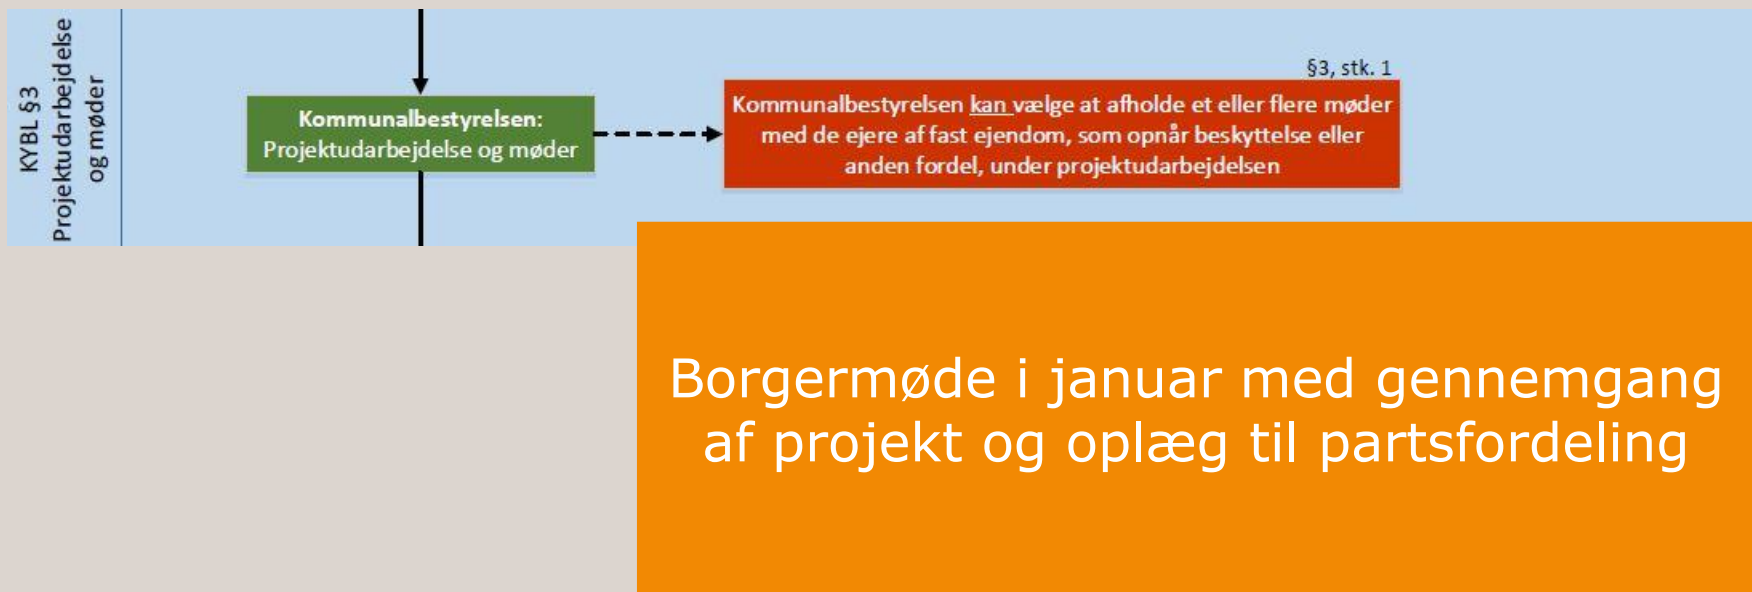 KYBL §3
Projektudarbejdelse
og møder
Kommunalbestyrelsen:
Projektudarbejdelse og møder
§3, stk. 1
Kommunalbestyrelsen kan vælge at afholde et eller flere møder
med de ejere af fast ejendom, som opnår beskyttelse eller
anden fordel, under projektudarbejdelsen
Borgermøde i januar med gennemgang
af projekt og oplæg til partsfordeling